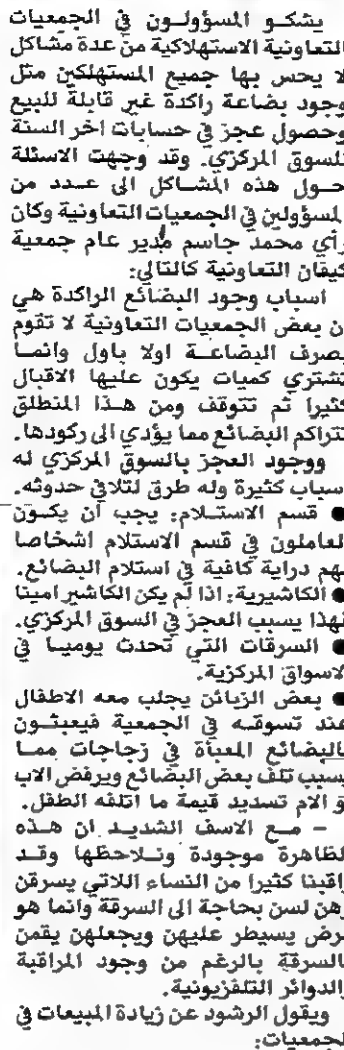 يشكو المسؤولون في الجمعيات
التعاونية الاستهلاكية من عدة مشاكل
لا يحس بها جميع المستهلكين مثل
وجود بضاعة راكدة غير قابلة للبيع
وحصول عجز في حسابات اخر السنة
للسوق المركزي. وقد وجهت الاسئلة
حول هذه المشاكل الى عدد من
المسؤولين في الجمعيات التعاونية وكان
رأي محمد جاسم مدير عام جمعية
كيفان التعاونية كالتالي:
اسباب وجود البضائع الراكدة هي
ان بعض الجمعيات التعاونية لا تقوم
بصرف البضاعة اولا باول وانما
تشتري كميات يكون عليها الاقبال
كثيرا ثم تتوقف ومن هذا المنطلق
تتراكم البضائع مما يؤدي الى ركودها.
ووجود العجز بالسوق المركزي له
اسباب كثيرة وله طرق لتلافي حدوثه.
● قسم الاستلام: يجب أن يكون
العاملون في قسم الاستلام اشخاصا
لهم دراية كافية في استلام البضائع.
● الكاشيرية: اذا لم يكن الكاشير امينا
فهذا يسبب العجز في السوق المركزي.
● السرقات التي تحدث يوميا في
الاسواق المركزية.
● بعض الزبائن يجلب معه الاطفال
عند تسوقه في الجمعية فيعبثون
بالبضائع المعبأة في زجاجات مما
يسبب تلف بعض البضائع ويرفض الاب
او الام تسديد قيمة ما اتلفه الطفل.
– مع الاسف الشديد ان هذه
الظاهرة موجودة ونلاحظها وقد
راقبنا كثيرا من النساء اللاتي يسرقن
وهن لسن بحاجة الى السرقة وانما هو
مرض يسيطر عليهن ويجعلهن يقمن
بالسرقة بالرغم من وجود المراقبة
والدوائر التلفزيونية.
ويقول الرشود عن زيادة المبيعات في
الجمعيات: